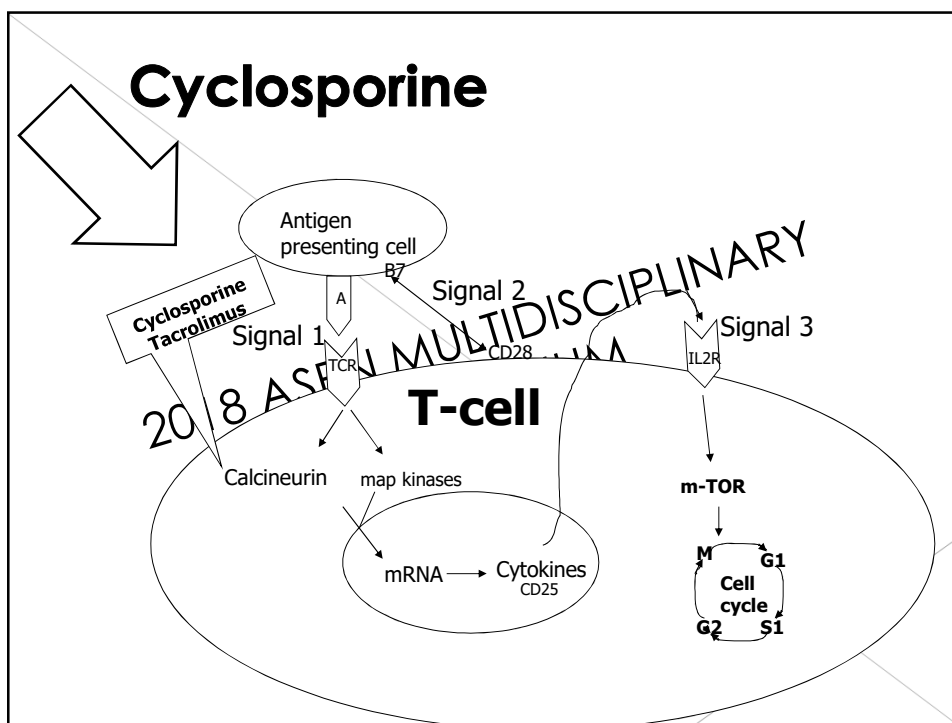 Cyclosporine
Antigen
presenting cell
B7
A
Signal 2
Cyclosporine
Tacrolimus
Signal 1
TCR
CD28
Signal 3
IL2R
2018 ASPN MULTIDISCIPLINARY
T-cell
Calcineurin
map kinases
m-TOR
mRNA
Cytokines
CD25
M
G1
Cell
cycle
G2
S1